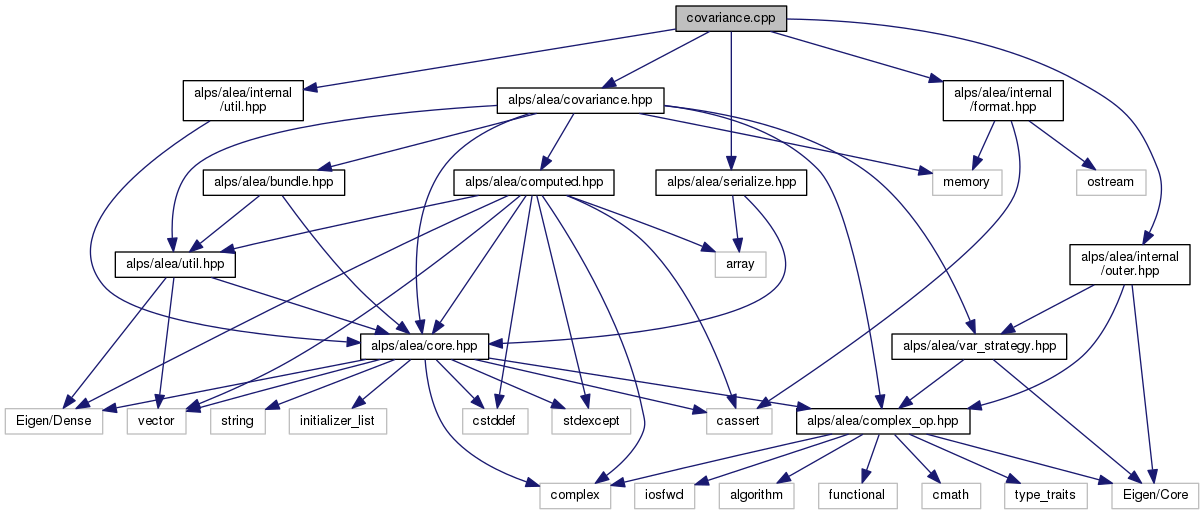 covariance.cpp
alps/alea/internal
/util.hpp
alps/alea/covariance.hpp
alps/alea/internal
/format.hpp
alps/alea/bundle.hpp
alps/alea/computed.hpp
alps/alea/serialize.hpp
memory
ostream
alps/alea/util.hpp
array
alps/alea/internal
/outer.hpp
alps/alea/core.hpp
alps/alea/var_strategy.hpp
Eigen/Dense
vector
string
initializer_list
cstddef
stdexcept
cassert
alps/alea/complex_op.hpp
complex
iosfwd
algorithm
functional
cmath
type_traits
Eigen/Core